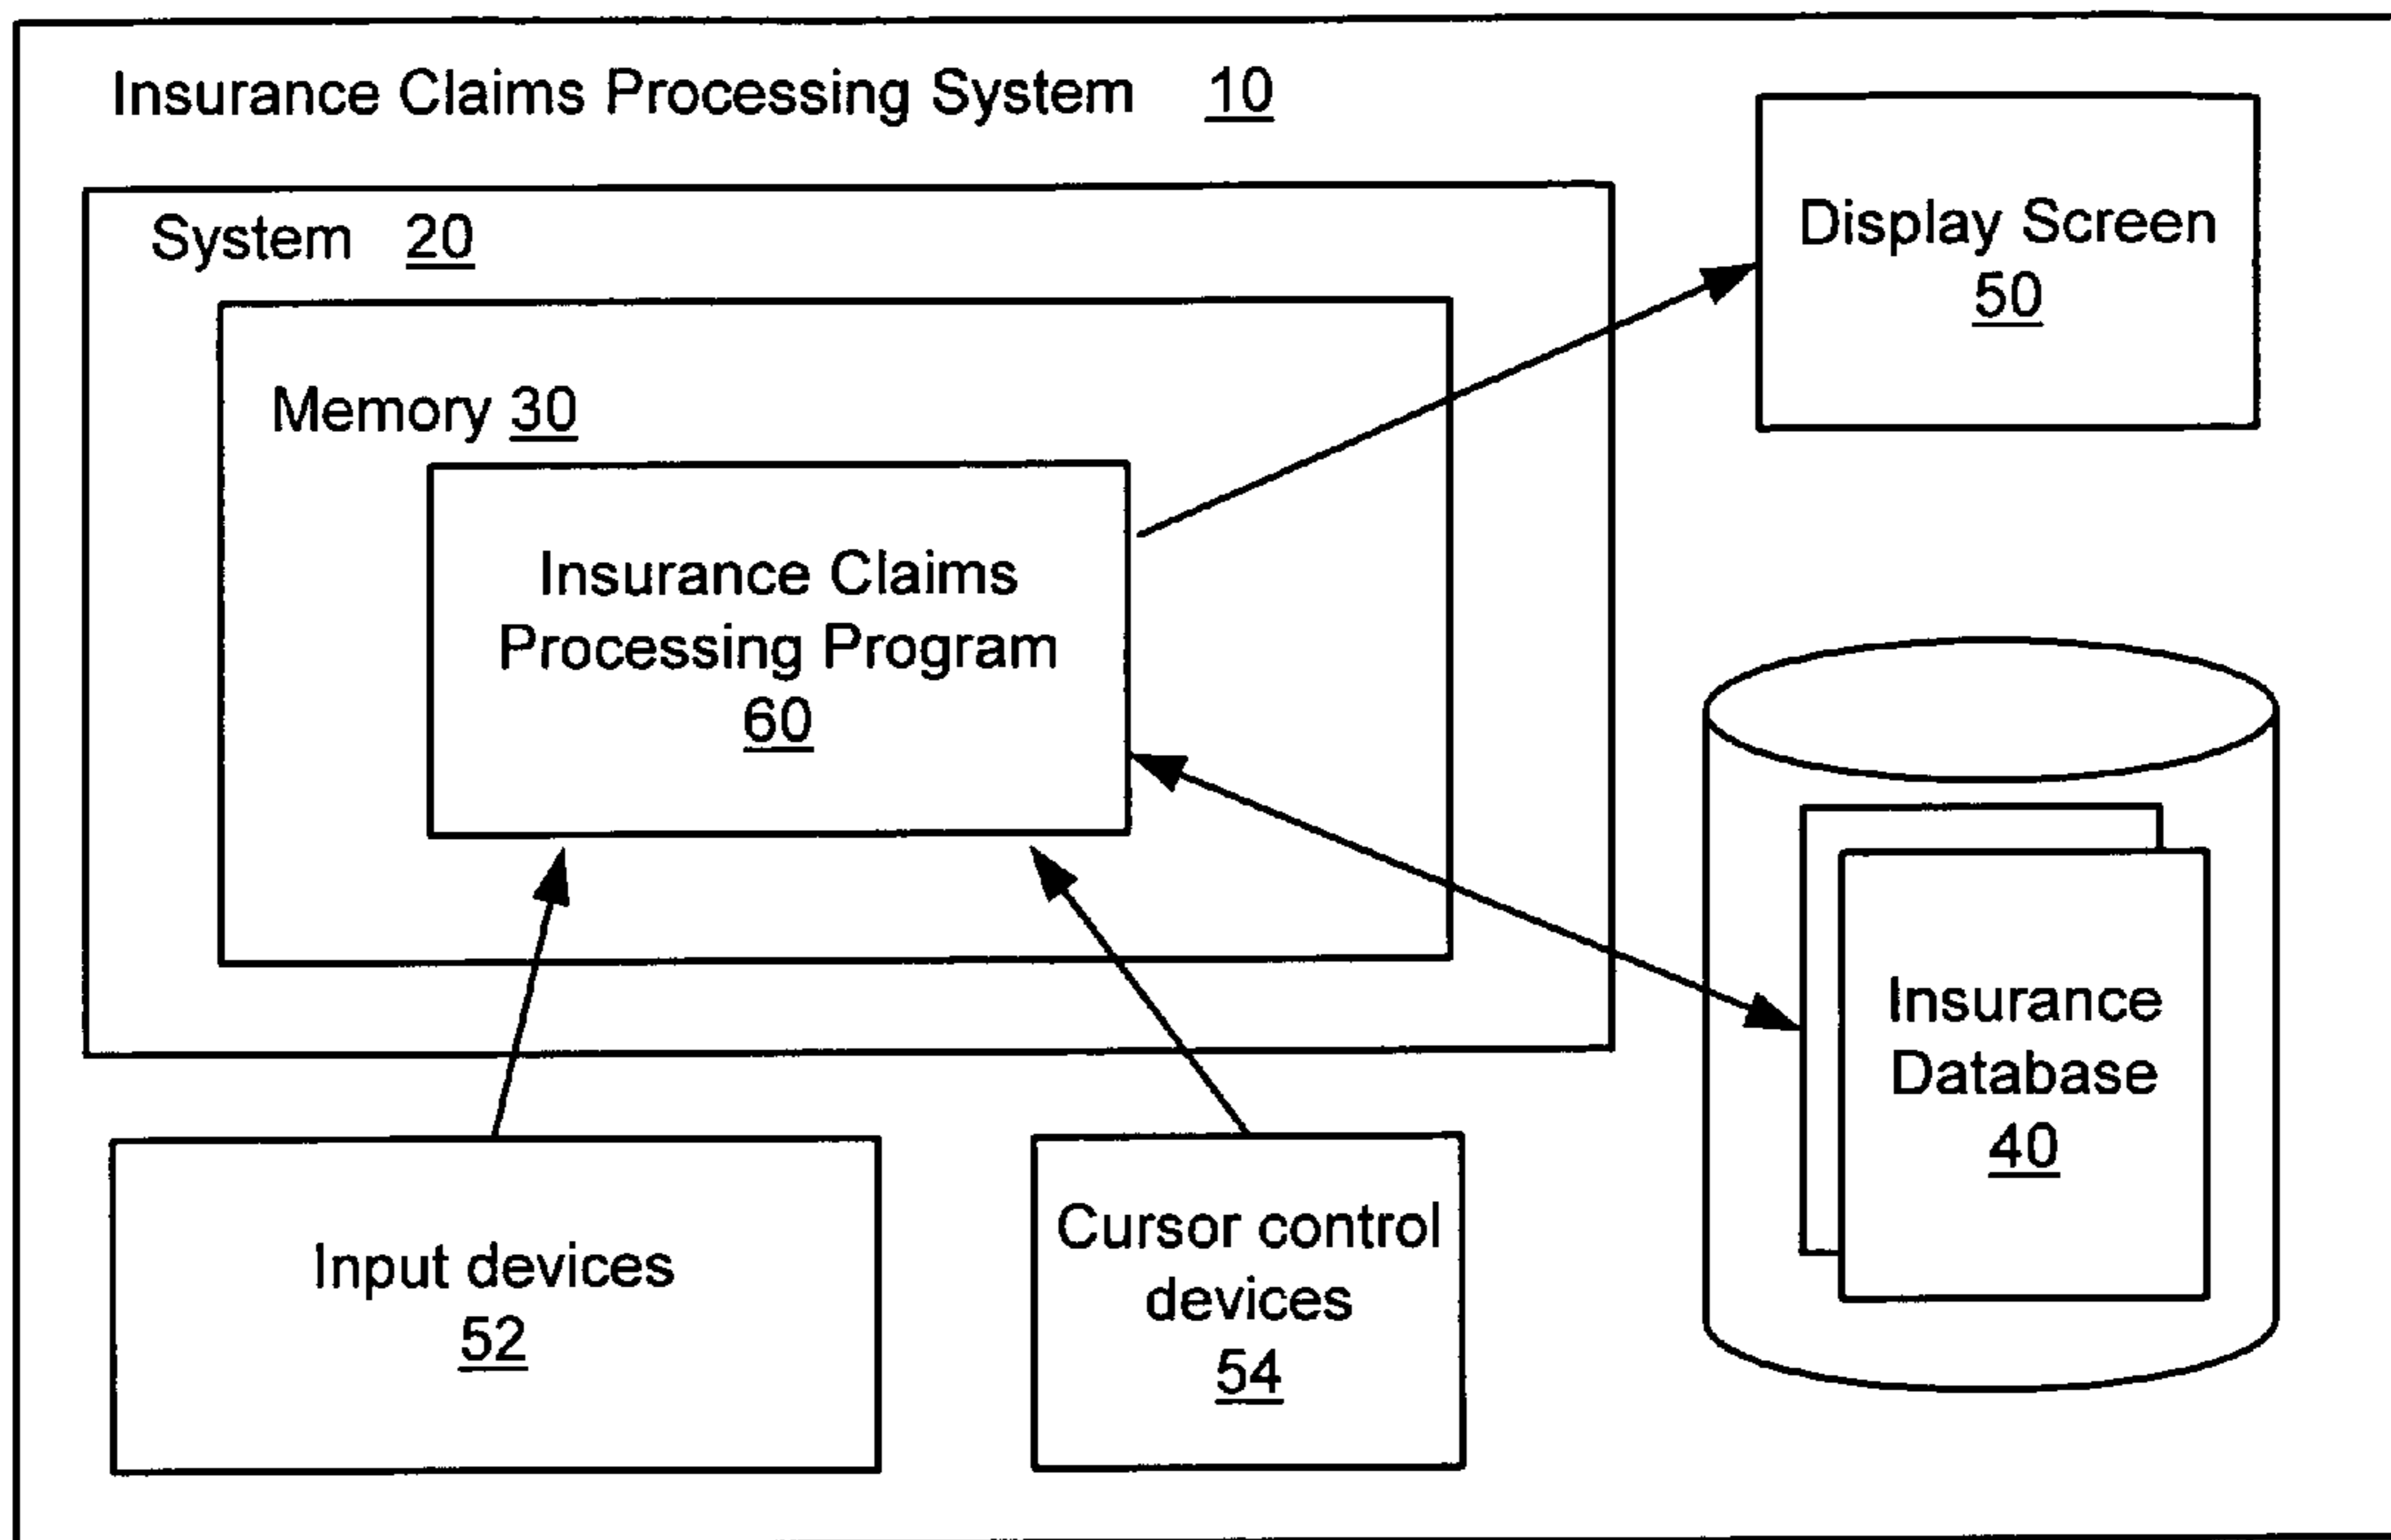 Insurance Claims Processing System 10
System 20
Memory 30
Insurance Claims
Processing Program
60
Display Screen
50
Insurance
Database
40
Input devices
52
Cursor control
devices
54